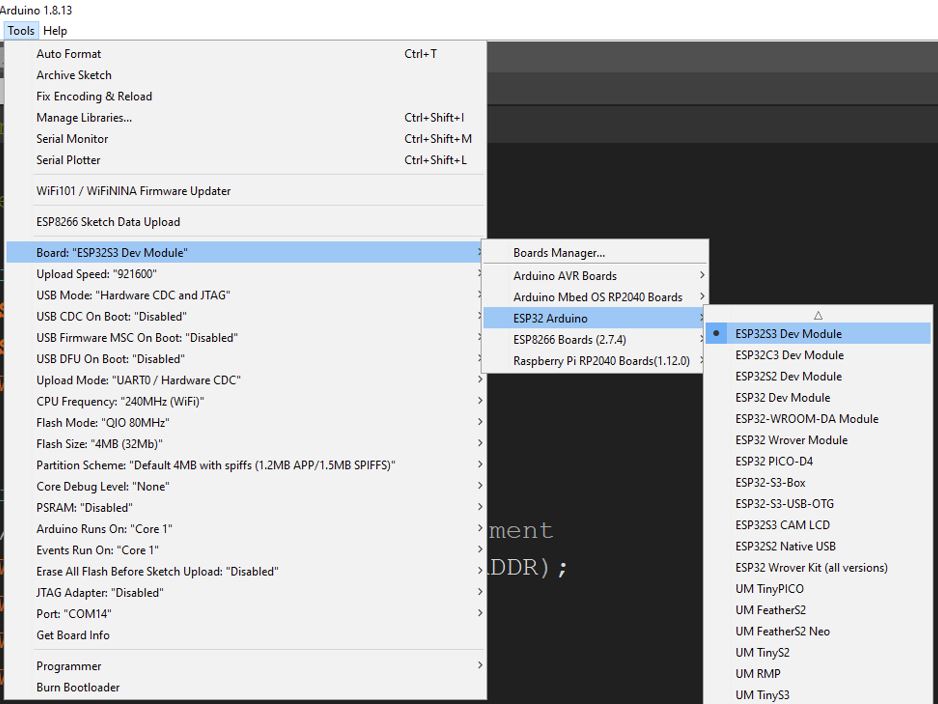 Arduino 1.8.13
Tools Help
Auto Format Ctrl+T
Archive Sketch
Fix Encoding & Reload
Manage Libraries... Ctrl+Shift+I
Serial Monitor Ctrl+Shift+M
Serial Plotter Ctrl+Shift+L
WiFi101 / WiFiNINA Firmware Updater
ESP8266 Sketch Data Upload
Board: "ESP32S3 Dev Module"
Upload Speed: "921600"
USB Mode: "Hardware CDC and JTAG"
USB CDC On Boot: "Disabled"
USB Firmware MSC On Boot: "Disabled"
USB DFU On Boot: "Disabled"
Upload Mode: "UART0 / Hardware CDC"
CPU Frequency: "240MHz (WiFi)"
Flash Mode: "QIO 80MHz"
Flash Size: "4MB (32Mb)"
Partition Scheme: "Default 4MB with spiffs (1.2MB APP/1.5MB SPIFFS)"
Core Debug Level: "None"
PSRAM: "Disabled"
Arduino Runs On: "Core 1"
Events Run On: "Core 1"
Erase All Flash Before Sketch Upload: "Disabled"
JTAG Adapter: "Disabled"
Port: "COM14"
Get Board Info
Programmer
Burn Bootloader
Boards Manager...
Arduino AVR Boards
Arduino Mbed OS RP2040 Boards
ESP32 Arduino
ESP8266 Boards (2.7.4)
Raspberry Pi RP2040 Boards(1.12.0)
ESP32S3 Dev Module
ESP32C3 Dev Module
ESP32S2 Dev Module
ESP32 Dev Module
ESP32-WROOM-DA Module
ESP32 Wrover Module
ESP32 PICO-D4
ESP32-S3-Box
ESP32-S3-USB-OTG
ESP32S3 CAM LCD
ESP32S2 Native USB
ESP32 Wrover Kit (all versions)
UM TinyPICO
UM FeatherS2
UM FeatherS2 Neo
UM TinyS2
UM RMP
UM TinyS3
ment
DDR);